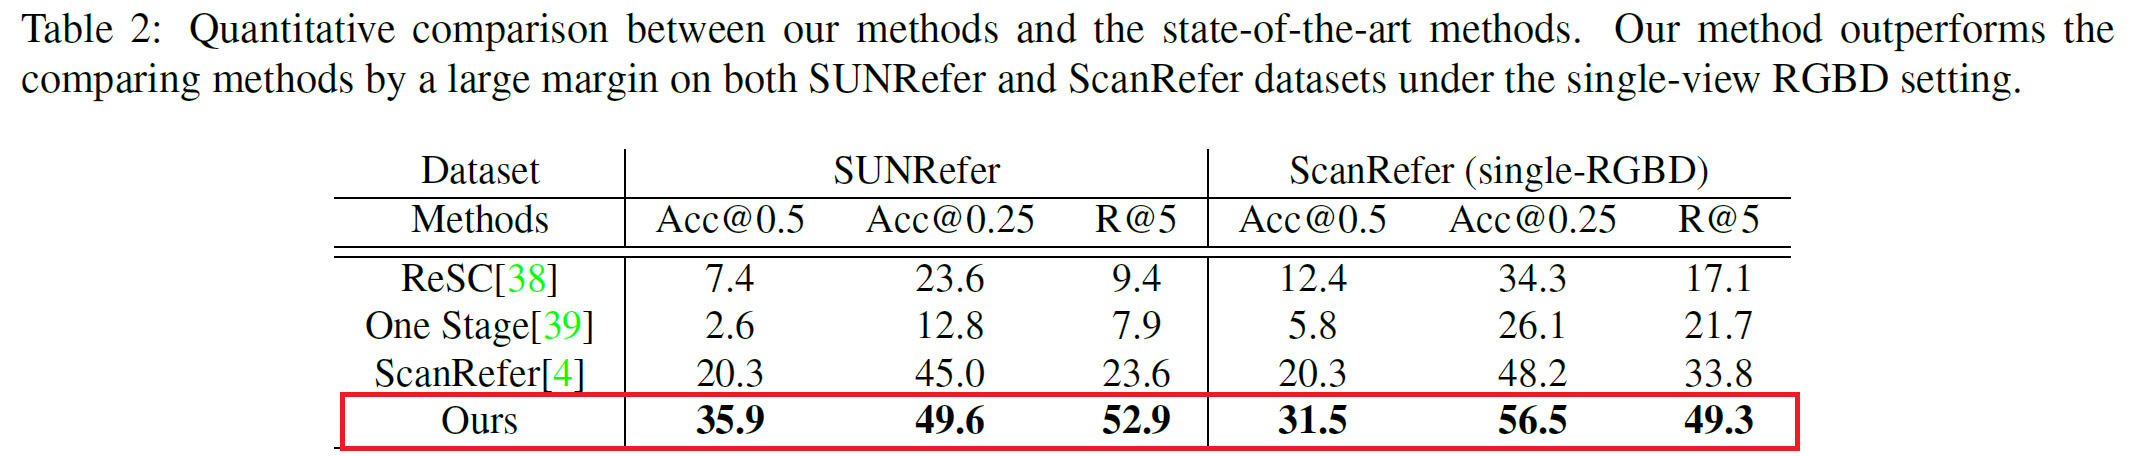 Table 2: Quantitative comparison between our methods and the state-of-the-art methods. Our method outperforms the
comparing methods by a large margin on both SUNRefer and ScanRefer datasets under the single-view RGBD setting.
Dataset SUNRefer ScanRefer (single-RGBD)
Methods Acc@0.5 Acc@0.25 R@5 Acc@0.5 Acc@0.25 R@5
ReSC[38] 7.4 23.6 9.4 12.4 34.3 17.1
One Stage[39] 2.6 12.8 7.9 5.8 26.1 21.7
ScanRefer[4] 20.3 45.0 23.6 20.3 48.2 33.8
Ours 35.9 49.6 52.9 31.5 56.5 49.3